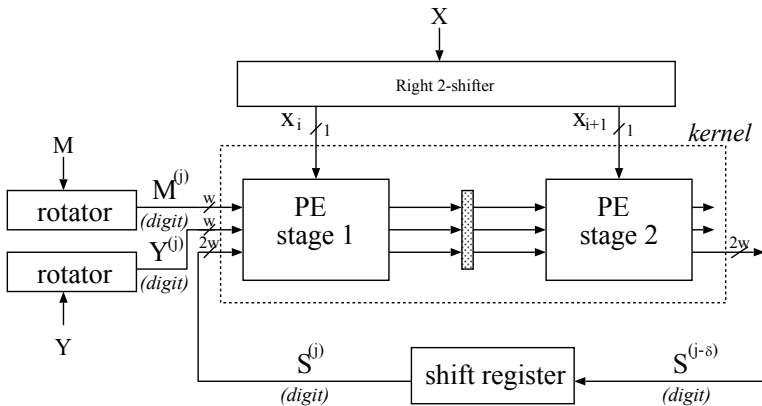 X
Right 2-shifter
x_i 1 x_{i+1} 1
kernel
M
rotator
M^{(j)} w
(digit)
w
Y^{(j)} 2w
(digit)
rotator
Y
PE
stage 1
PE
stage 2
2w
S^{(j)}
(digit)
shift register
S^{(j-δ)}
(digit)